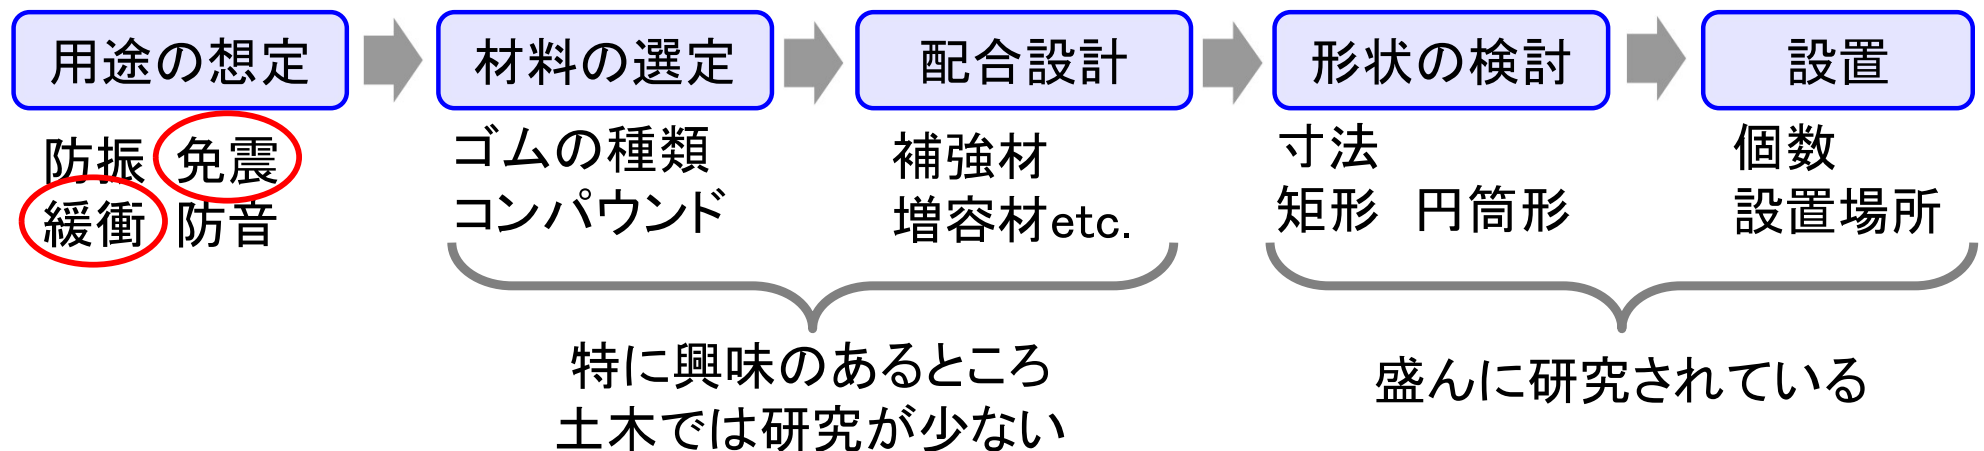 用途の想定
材料の選定
配合設計
形状の検討
設置
防振 免震
緩衝 防音
ゴムの種類
コンパウンド
補強材
増容材etc.
寸法
矩形 円筒形
個数
設置場所
特に興味のあるところ
土木では研究が少ない
盛んに研究されている